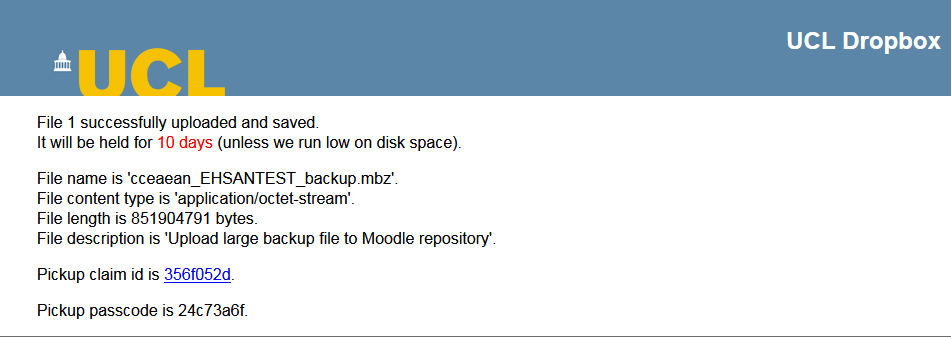 UCL Dropbox
UCL
File 1 successfully uploaded and saved.
It will be held for 10 days (unless we run low on disk space).
File name is 'cceaean_EHSANTEST_backup.mbz'.
File content type is 'application/octet-stream'.
File length is 851904791 bytes.
File description is 'Upload large backup file to Moodle repository'.
Pickup claim id is 356f052d.
Pickup passcode is 24c73a6f.